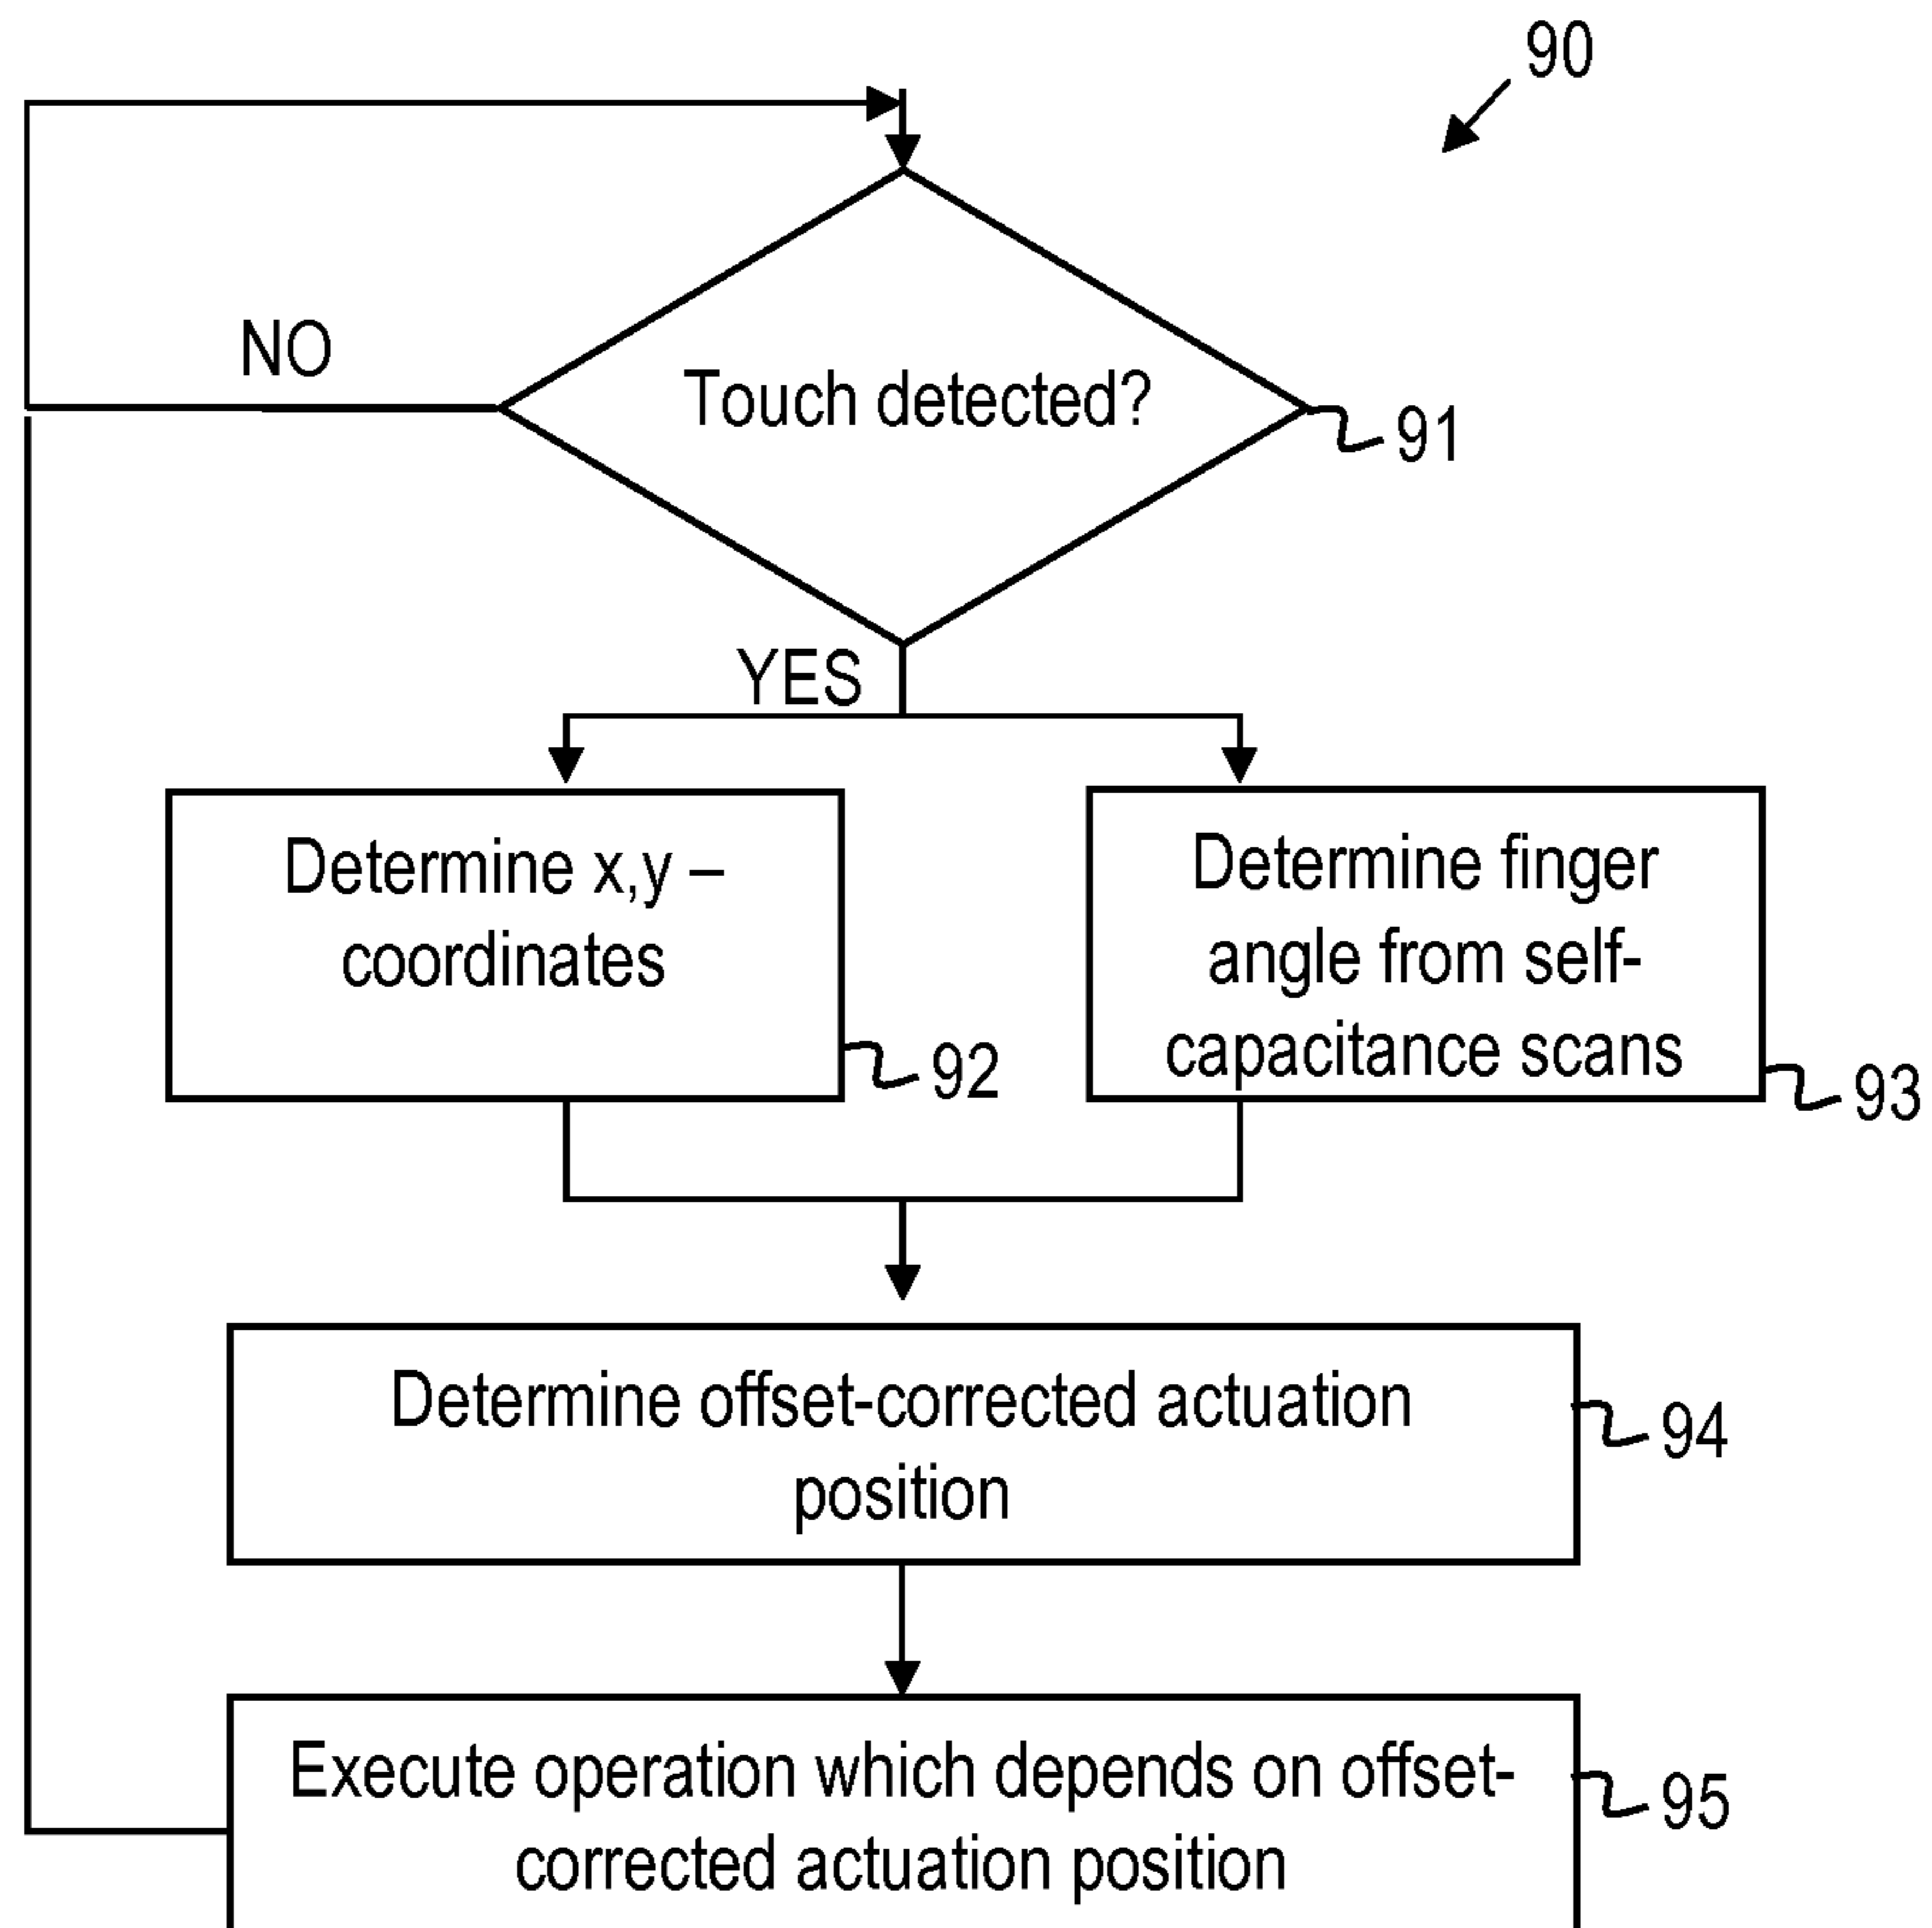 90
NO
Touch detected?
91
YES
Determine x,y –
coordinates
92
Determine finger
angle from self-
capacitance scans
93
Determine offset-corrected actuation
position
94
Execute operation which depends on offset-
corrected actuation position
95